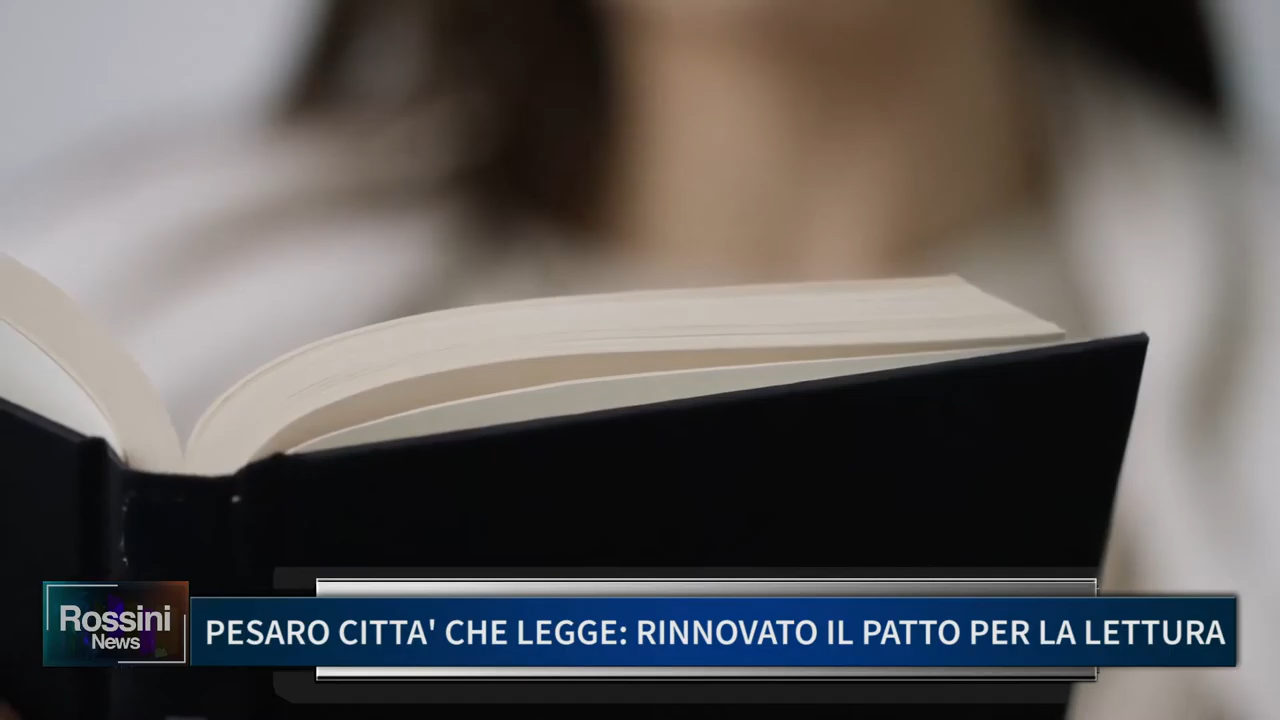 Rossini
News
PESARO CITTA' CHE LEGGE: RINNOVATO IL PATTO PER LA LETTURA